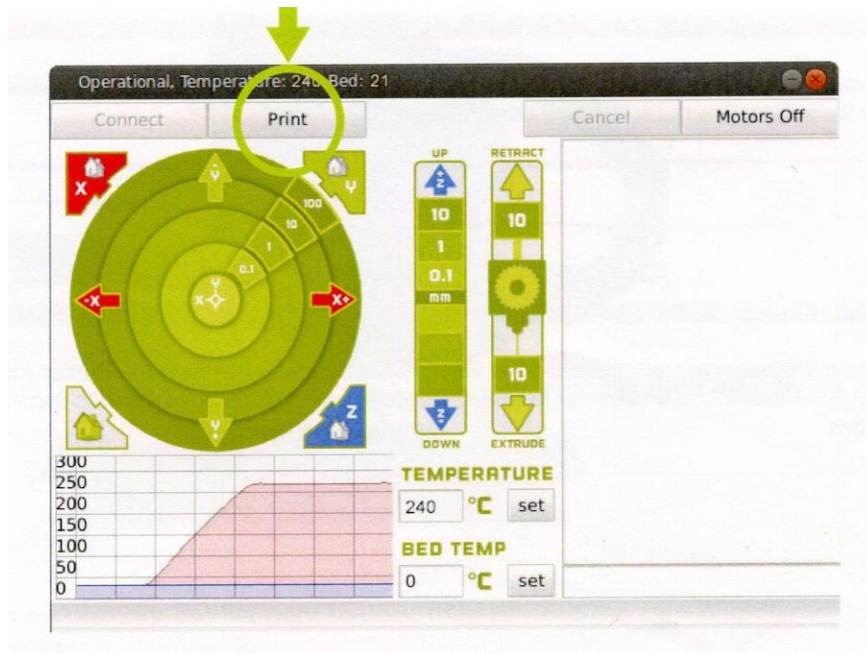 Operational, Temperature: 240 Bed: 21
Connect Print Cancel Motors Off
UP RETRACT
X -Y Y
+Z
100
10
1
0.1
10
1
0.1
mm
10
Y
X
-X X+
10
Z
Y+
Z-
DOWN EXTRUDE
300
250
200
150
100
50
0
TEMPERATURE
240 °C set
BED TEMP
0 °C set